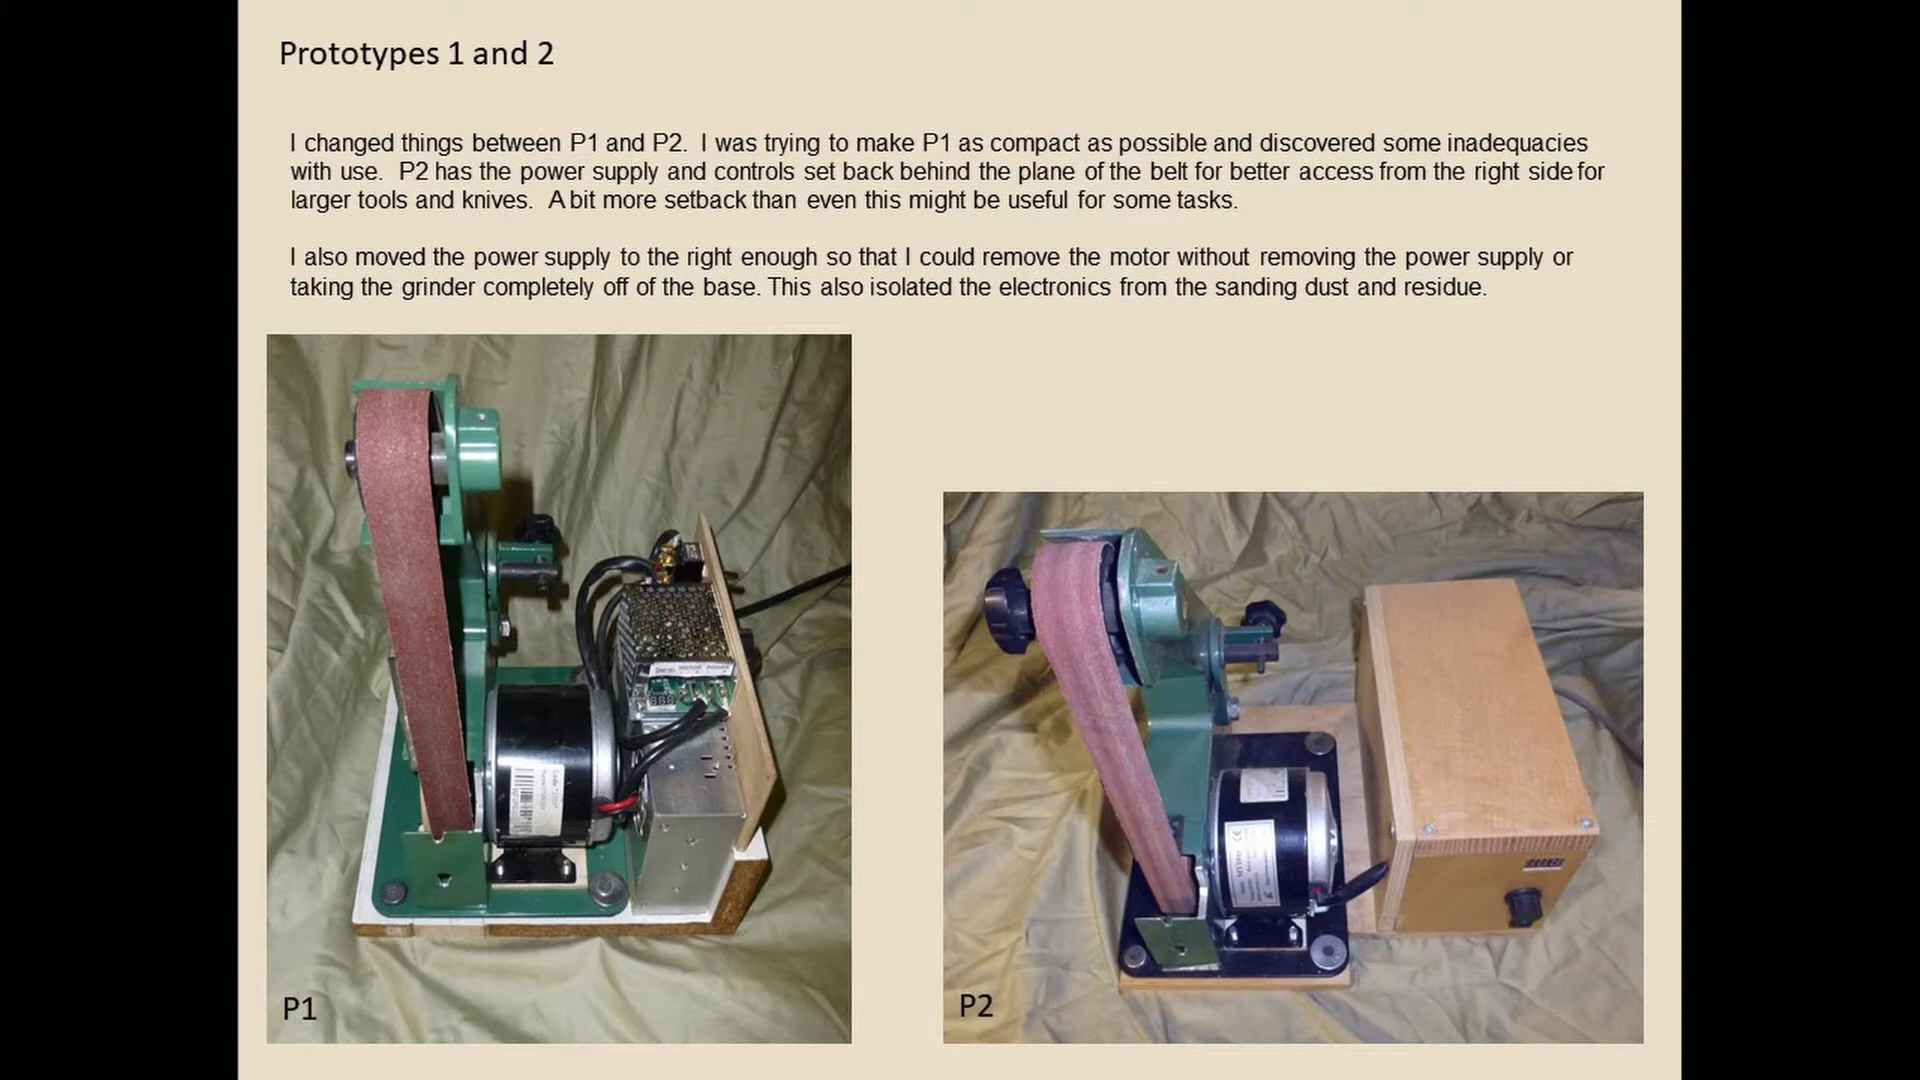 Prototypes 1 and 2
I changed things between P1 and P2.  I was trying to make P1 as compact as possible and discovered some inadequacies
with use.  P2 has the power supply and controls set back behind the plane of the belt for better access from the right side for
larger tools and knives.  A bit more setback than even this might be useful for some tasks.
I also moved the power supply to the right enough so that I could remove the motor without removing the power supply or
taking the grinder completely off of the base. This also isolated the electronics from the sanding dust and residue.
MOTOR POWER
P1
P2